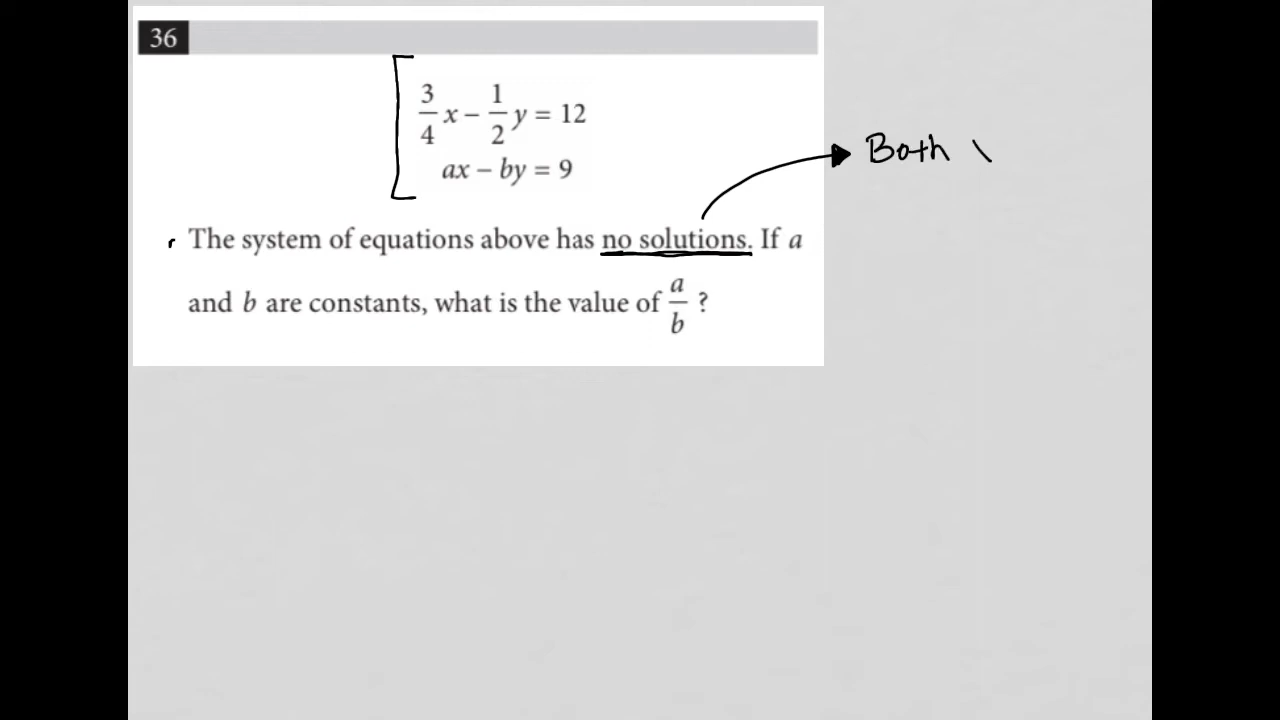 36
3/4 x − 1/2 y = 12
ax − by = 9
Both
The system of equations above has no solutions. If a
and b are constants, what is the value of a/b ?